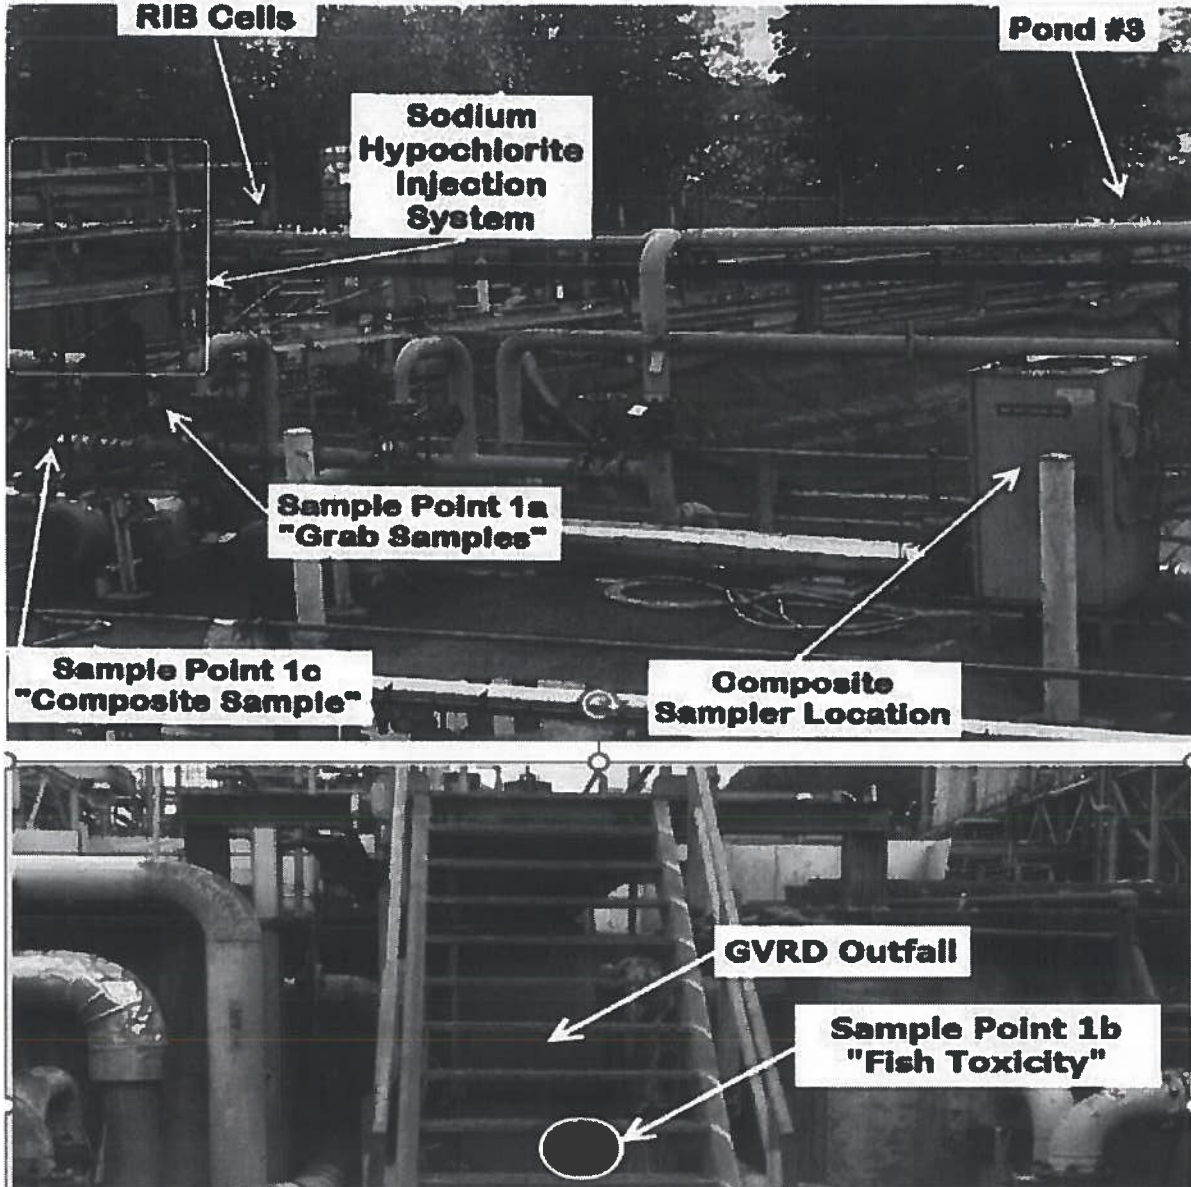 RIB Cells
Pond #3
Sodium
Hypochlorite
Injection
System
Sample Point 1a
"Grab Samples"
Sample Point 1c
"Composite Sample"
Composite
Sampler Location
GVRD Outfall
Sample Point 1b
"Fish Toxicity"